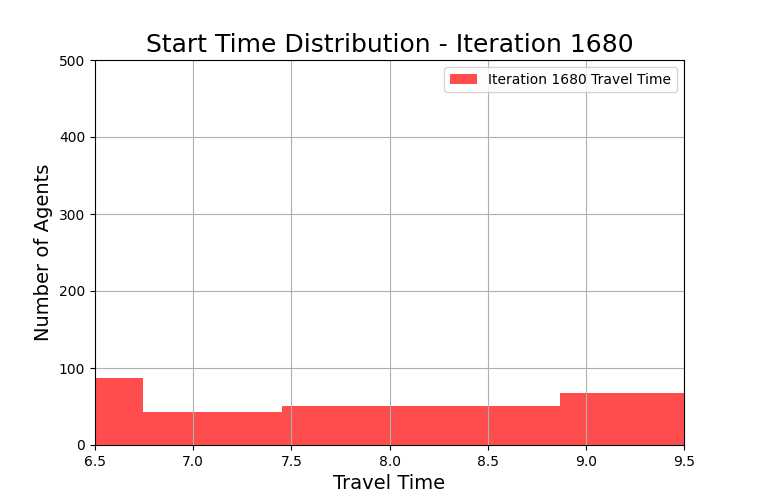 Start Time Distribution - Iteration 1680
Iteration 1680 Travel Time
Number of Agents
500
400
300
200
100
0
6.5 7.0 7.5 8.0 8.5 9.0 9.5
Travel Time